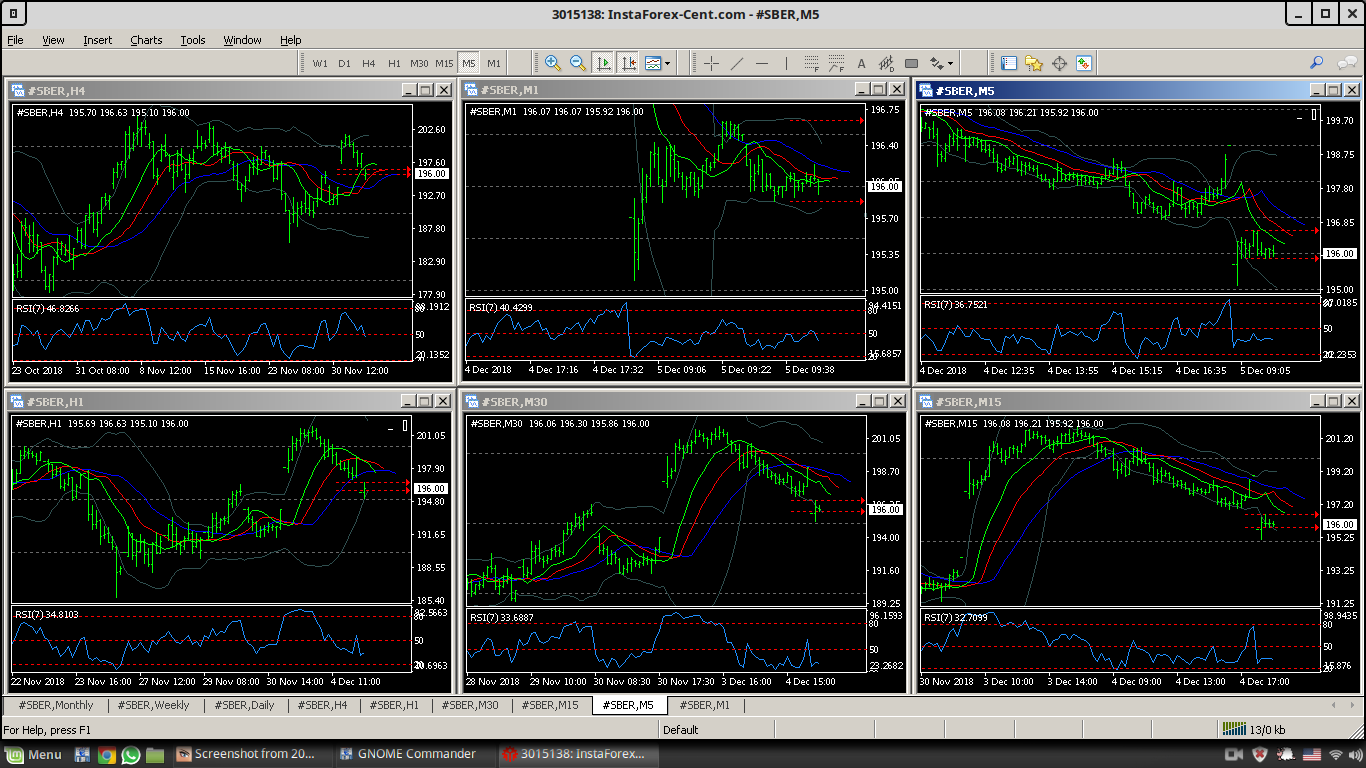 3015138: InstaForex-Cent.com - #SBER,M5
File View Insert Charts Tools Window Help
W1 D1 H4 H1 M30 M15 M5 M1
#SBER,H4
#SBER,H4 195.70 196.63 195.10 196.00
202.60
197.60
196.00
192.70
187.80
182.90
177.90
RSI(7) 46.8266
80
50
23 Oct 2018 31 Oct 08:00 8 Nov 12:00 15 Nov 16:00 23 Nov 08:00 30 Nov 12:00
#SBER,M1
#SBER,M1 196.07 196.07 195.92 196.00
196.75
196.40
196.00
195.70
195.35
195.00
RSI(7) 40.4299
94.4151
80
50
15.6857
4 Dec 2018 4 Dec 17:16 4 Dec 17:32 5 Dec 09:06 5 Dec 09:22 5 Dec 09:38
#SBER,M5
#SBER,M5 196.08 196.21 195.92 196.00
199.70
198.75
197.80
196.85
196.00
195.00
RSI(7) 36.7521
50
4 Dec 2018 4 Dec 12:35 4 Dec 13:55 4 Dec 15:15 4 Dec 16:35 5 Dec 09:05
#SBER,H1
#SBER,H1 195.69 196.63 195.10 196.00
201.05
197.90
196.00
194.80
191.65
188.55
185.40
RSI(7) 34.8103
80
50
22 Nov 2018 23 Nov 16:00 27 Nov 12:00 29 Nov 08:00 30 Nov 14:00 4 Dec 11:00
#SBER,M30
#SBER,M30 196.06 196.30 195.86 196.00
201.05
198.70
196.00
194.00
191.60
189.25
RSI(7) 33.6887
96.1593
80
50
22.2682
28 Nov 2018 29 Nov 10:00 30 Nov 08:30 30 Nov 17:30 3 Dec 16:00 4 Dec 15:00
#SBER,M15
#SBER,M15 196.08 196.21 195.92 196.00
201.20
199.20
197.20
196.00
195.25
193.25
191.25
RSI(7) 32.7099
98.9435
80
50
30 Nov 2018 3 Dec 10:00 3 Dec 14:00 4 Dec 09:00 4 Dec 13:00 4 Dec 17:00
#SBER,Monthly #SBER,Weekly #SBER,Daily #SBER,H4 #SBER,H1 #SBER,M30 #SBER,M15 #SBER,M5 #SBER,M1
For Help, press F1 Default 13/0 kb
Menu Screenshot from 20... GNOME Commander 3015138: InstaForex...